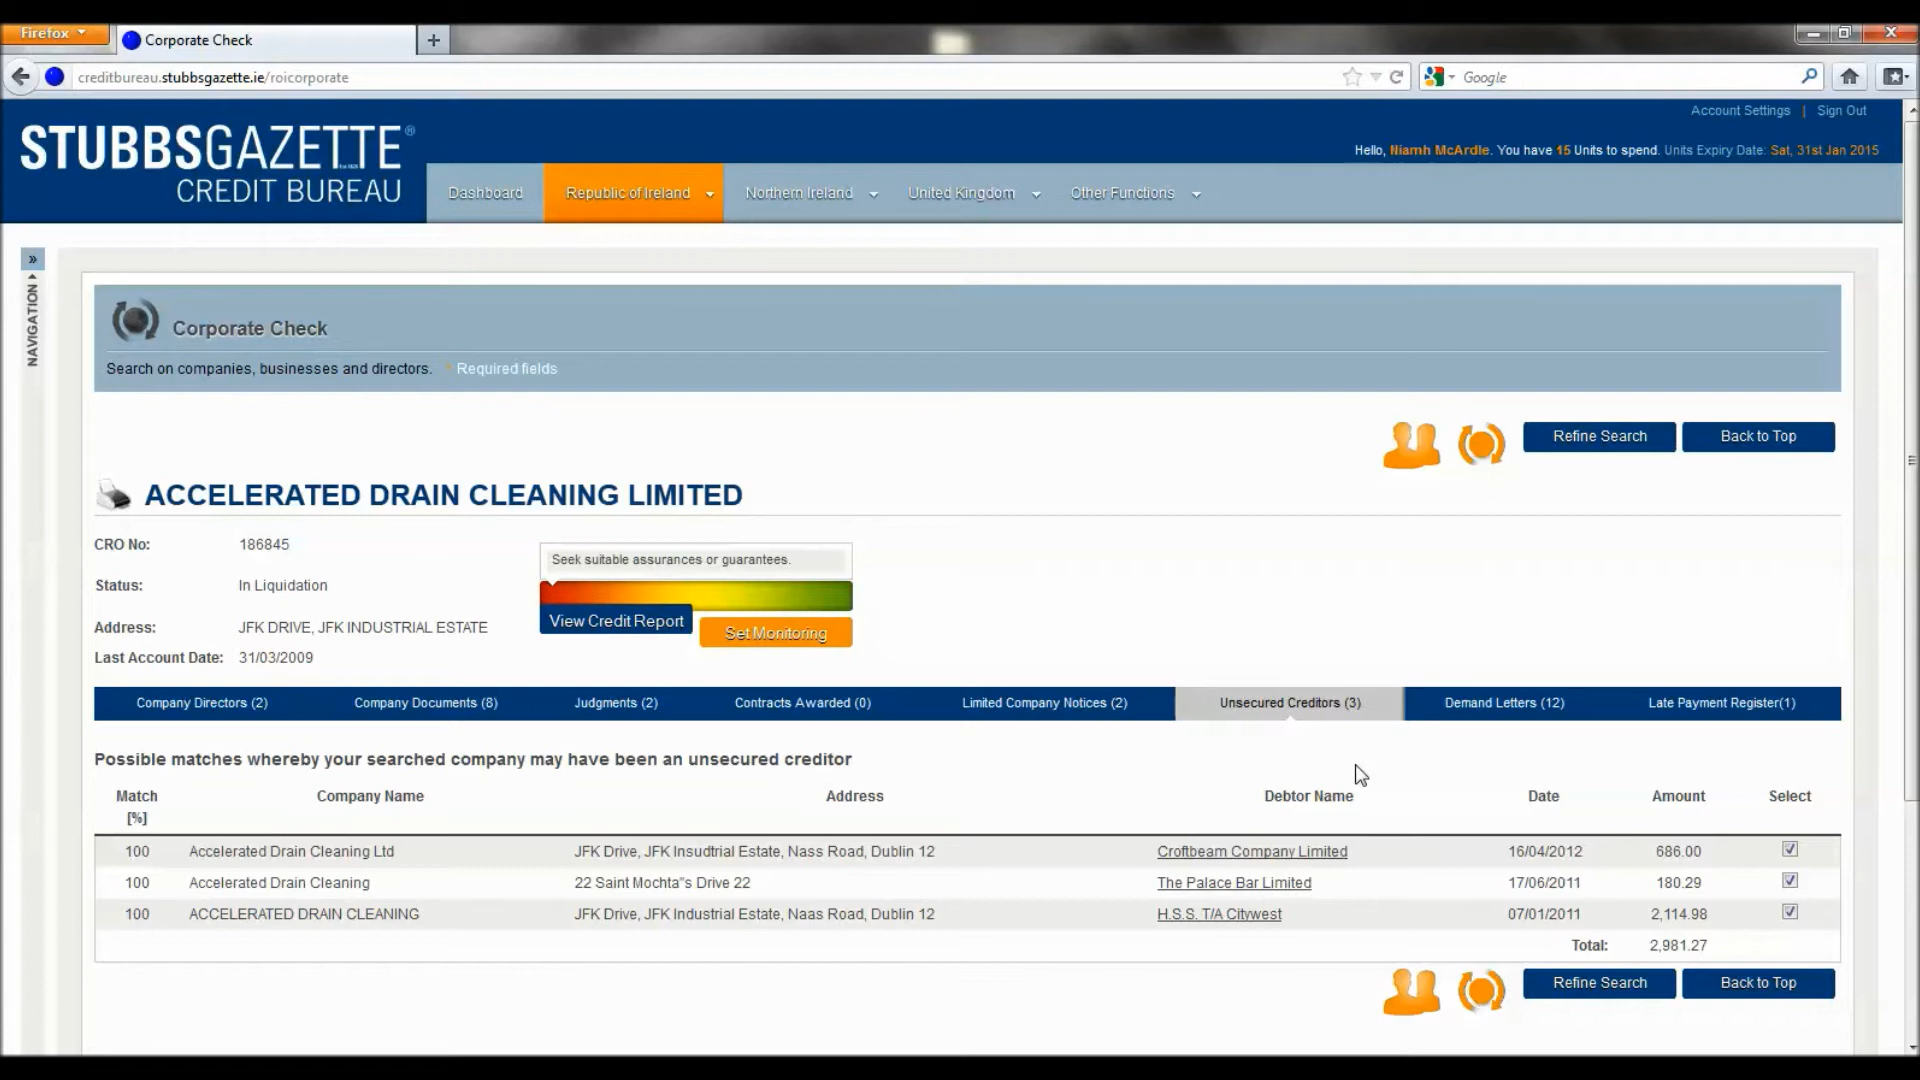 Firefox
Corporate Check
creditbureau.stubbsgazette.ie/roicorporate
Google
Account Settings | Sign Out
STUBBSGAZETTE®
CREDIT BUREAU
Hello, Niamh McArdle. You have 15 Units to spend. Units Expiry Date: Sat, 31st Jan 2015
Dashboard Republic of Ireland Northern Ireland United Kingdom Other Functions
»
NAVIGATION
Corporate Check
Search on companies, businesses and directors. * Required fields
Refine Search Back to Top
ACCELERATED DRAIN CLEANING LIMITED
CRO No: 186845
Seek suitable assurances or guarantees.
Status: In Liquidation
View Credit Report
Set Monitoring
Address: JFK DRIVE, JFK INDUSTRIAL ESTATE
Last Account Date: 31/03/2009
Company Directors (2) Company Documents (8) Judgments (2) Contracts Awarded (0) Limited Company Notices (2) Unsecured Creditors (3) Demand Letters (12) Late Payment Register(1)
Possible matches whereby your searched company may have been an unsecured creditor
Match [%] Company Name Address Debtor Name Date Amount Select
100 Accelerated Drain Cleaning Ltd JFK Drive, JFK Insudtrial Estate, Nass Road, Dublin 12 Croftbeam Company Limited 16/04/2012 686.00
100 Accelerated Drain Cleaning 22 Saint Mochta"s Drive 22 The Palace Bar Limited 17/06/2011 180.29
100 ACCELERATED DRAIN CLEANING JFK Drive, JFK Industrial Estate, Naas Road, Dublin 12 H.S.S. T/A Citywest 07/01/2011 2,114.98
Total: 2,981.27
Refine Search Back to Top